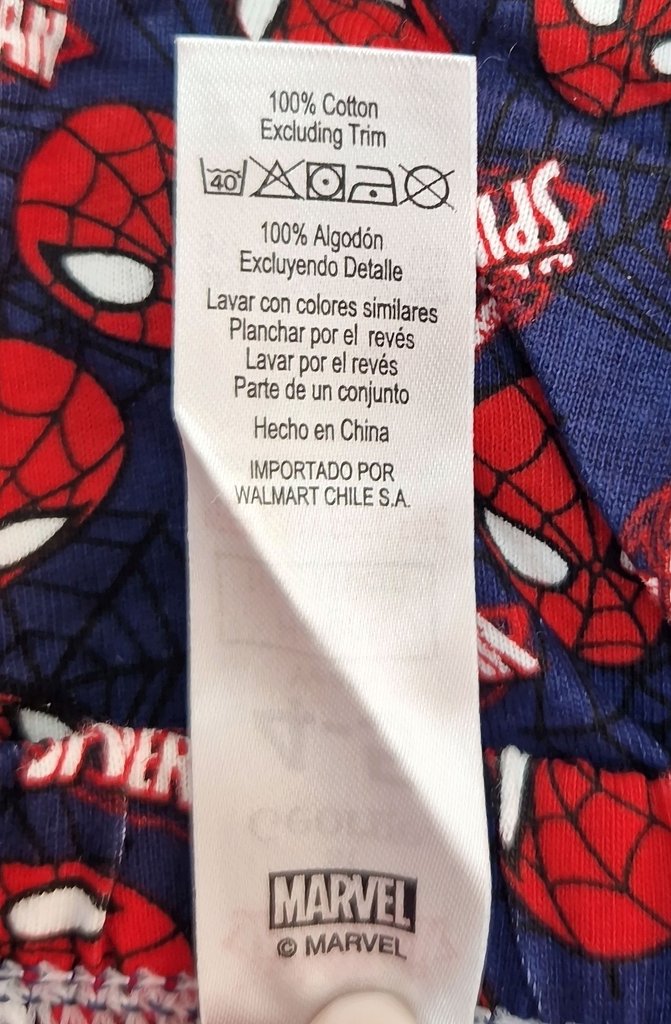 100% Cotton
Excluding Trim
40
100% Algodón
Excluyendo Detalle
Lavar con colores similares
Planchar por el revés
Lavar por el revés
Parte de un conjunto
Hecho en China
IMPORTADO POR
WALMART CHILE S.A.
MARVEL
© MARVEL